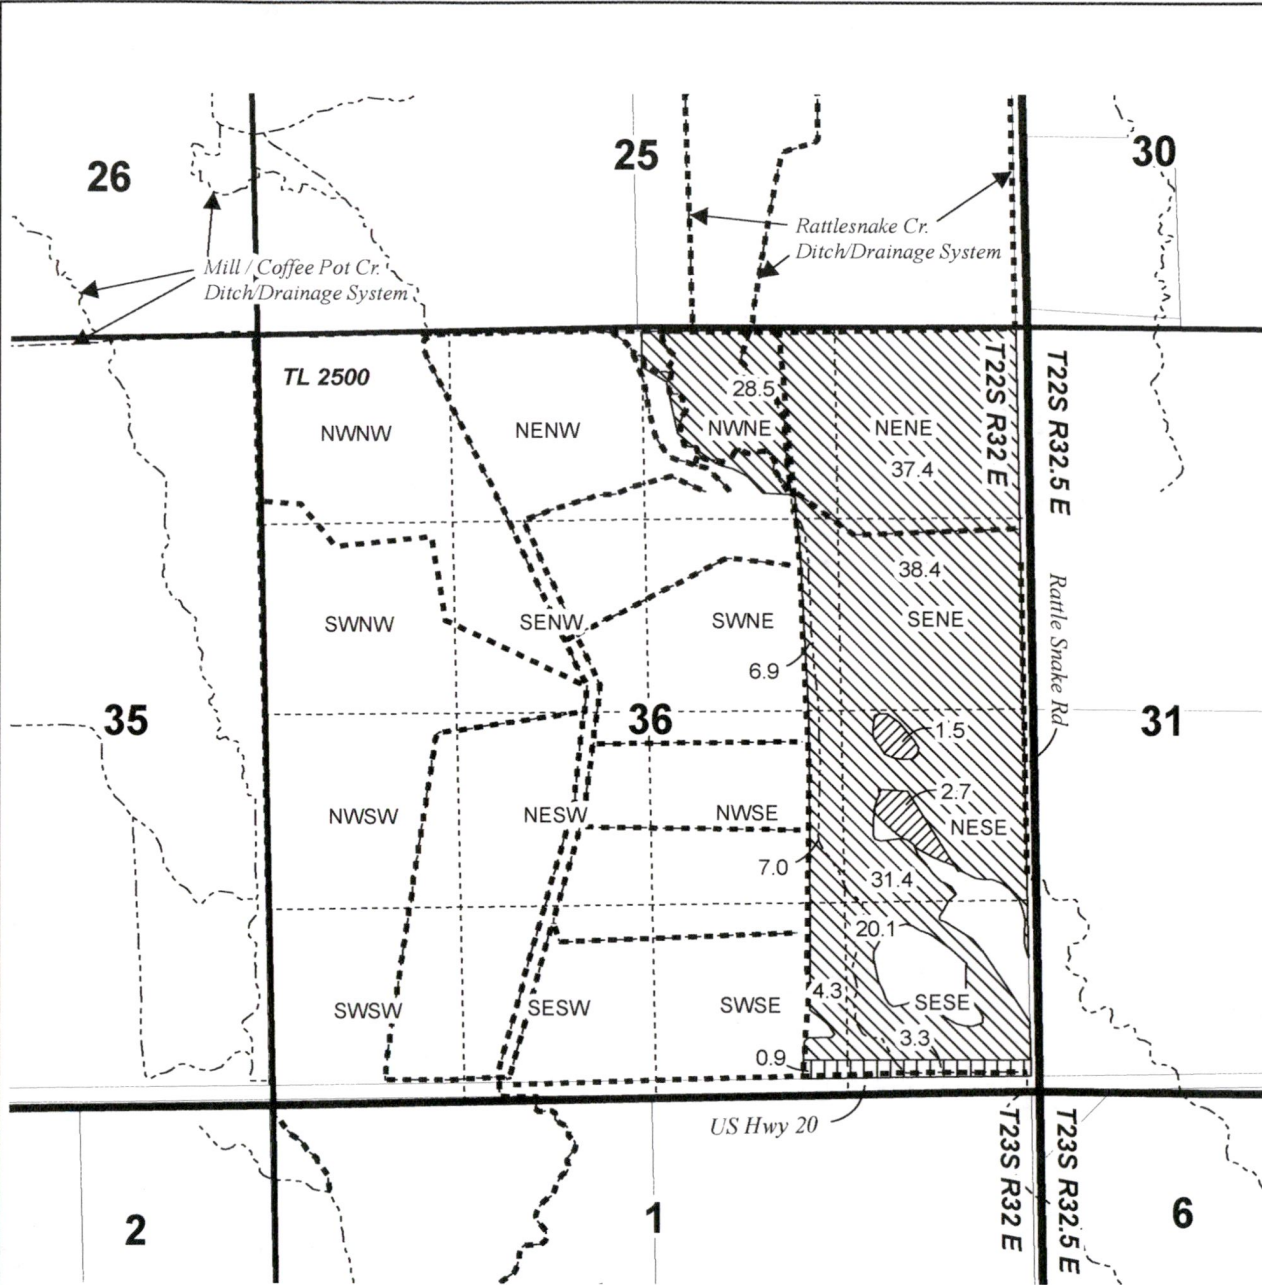 26
25
30
Rattlesnake Cr.
Ditch/Drainage System
Mill / Coffee Pot Cr.
Ditch/Drainage System
TL 2500
NWNW
NENW
28.5
NWNE
NENE
37.4
T22S R32 E
T22S R32.5 E
38.4
SWNW
SENW
SWNE
SENE
6.9
Rattle Snake Rd
35
36
31
1.5
2.7
NWSW
NESW
NWSE
NESE
7.0
31.4
20.1
4.3
SWSW
SESW
SWSE
SESE
3.3
0.9
US Hwy 20
T23S R32 E
T23S R32.5 E
2
1
6